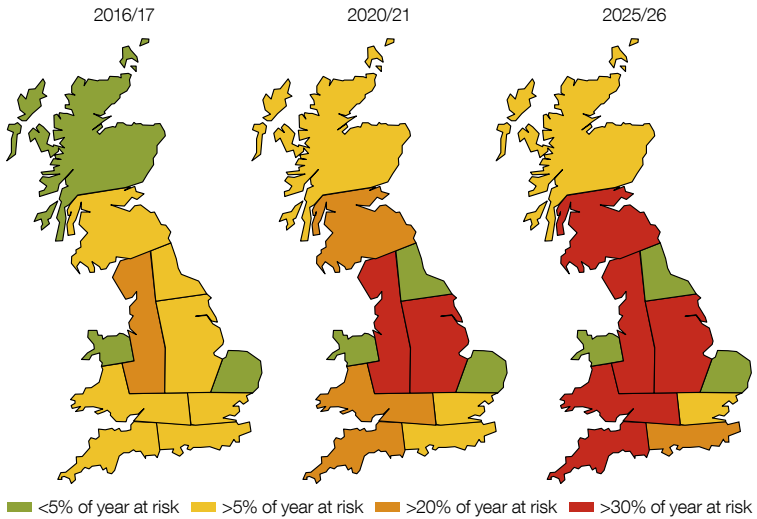 2016/17 2020/21 2025/26
<5% of year at risk >5% of year at risk >20% of year at risk >30% of year at risk